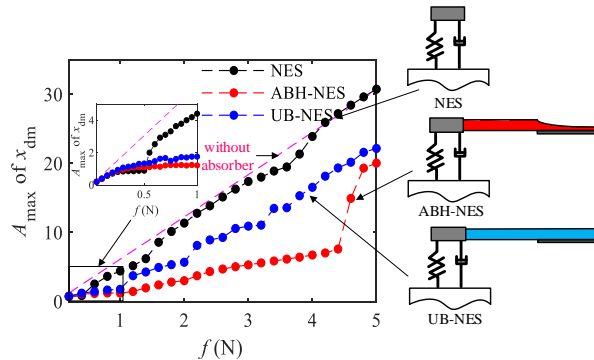 NES
ABH-NES
UB-NES
A_max of x_dm
30
20
10
0
1
2
3
4
5
f (N)
A_max of x_dm
4
2
0
0.5
1
f (N)
without
absorber
NES
ABH-NES
UB-NES